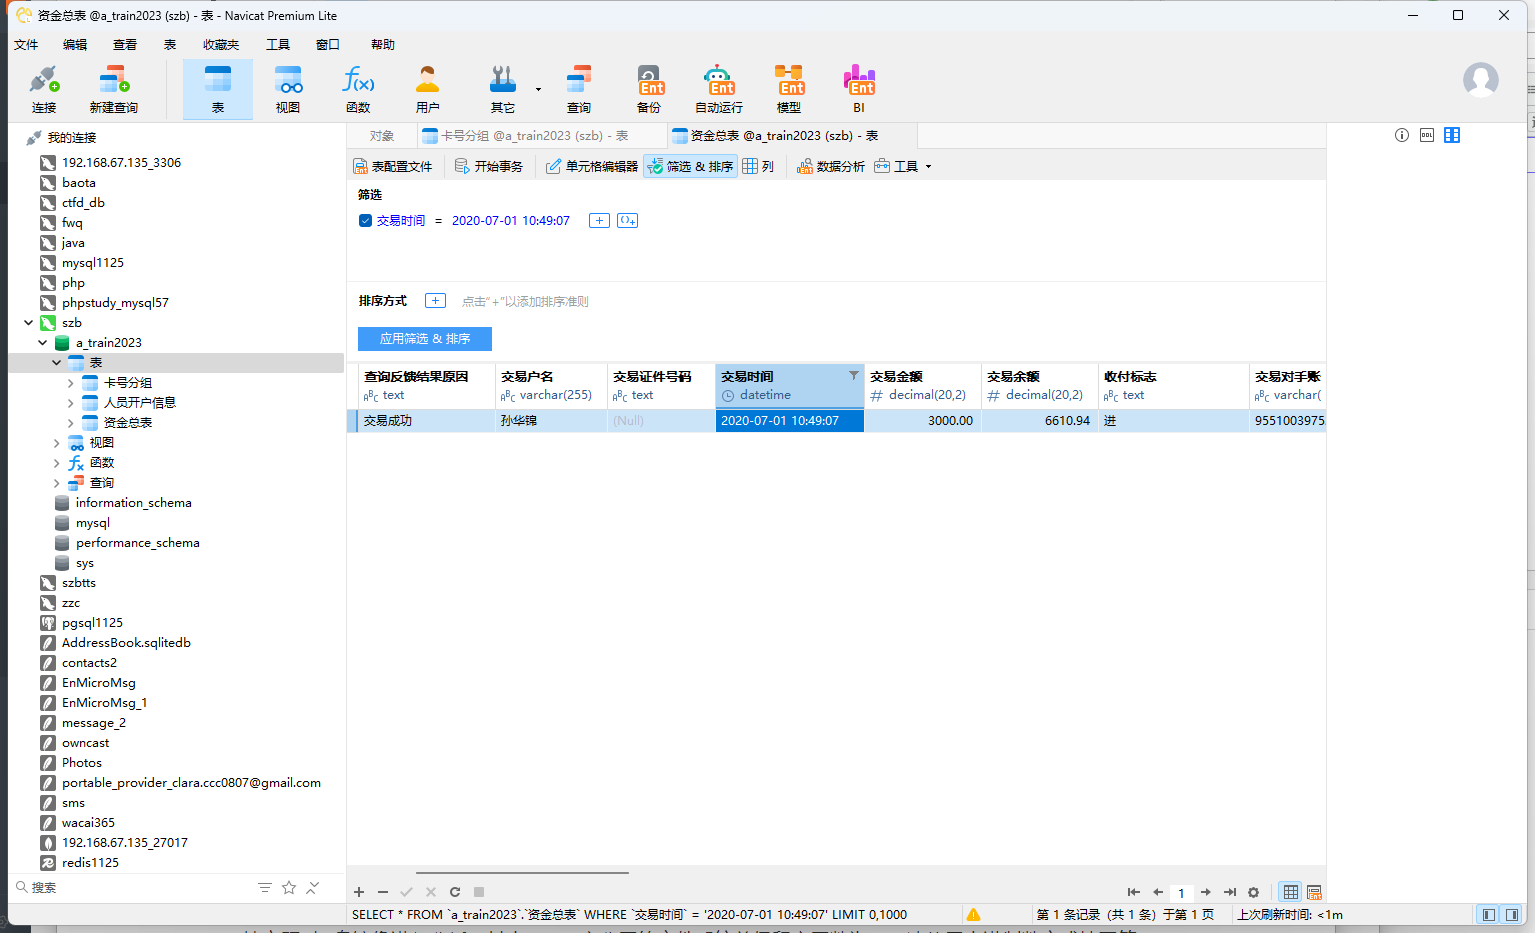 资金总表 @a_train2023 (szb) - 表 - Navicat Premium Lite
文件 编辑 查看 表 收藏夹 工具 窗口 帮助
连接 新建查询 表 视图 函数 用户 其它 查询 备份 自动运行 模型 BI
Ent Ent Ent Ent
我的连接
192.168.67.135_3306
baota
ctfd_db
fwq
java
mysql1125
php
phpstudy_mysql57
szb
a_train2023
表
卡号分组
人员开户信息
资金总表
视图
函数
查询
information_schema
mysql
performance_schema
sys
szbtts
zzc
pgsql1125
AddressBook.sqlitedb
contacts2
EnMicroMsg
EnMicroMsg_1
message_2
owncast
Photos
portable_provider_clara.ccc0807@gmail.com
sms
wacai365
192.168.67.135_27017
redis1125
搜索
对象 卡号分组 @a_train2023 (szb) - 表 资金总表 @a_train2023 (szb) - 表
表配置文件 开始事务 单元格编辑器 筛选 & 排序 列 数据分析 工具
筛选
交易时间 = 2020-07-01 10:49:07
排序方式 点击"+"以添加排序准则
应用筛选 & 排序
查询反馈结果原因 交易户名 交易证件号码 交易时间 交易金额 交易余额 收付标志 交易对手账
text varchar(255) text datetime decimal(20,2) decimal(20,2) text varchar(
交易成功 孙华锦 (Null) 2020-07-01 10:49:07 3000.00 6610.94 进 9551003975
1
SELECT * FROM `a_train2023`.`资金总表` WHERE `交易时间` = '2020-07-01 10:49:07' LIMIT 0,1000 第 1 条记录 (共 1 条) 于第 1 页 上次刷新时间: <1m